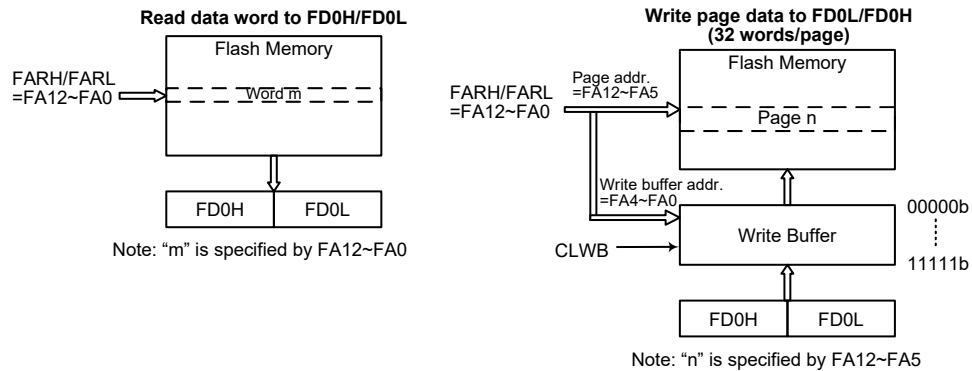 Read data word to FD0H/FD0L
Flash Memory
FARH/FARL
=FA12~FA0
Word m
FD0H
FD0L
Note: “m” is specified by FA12~FA0
Write page data to FD0L/FD0H
(32 words/page)
Flash Memory
FARH/FARL
=FA12~FA0
Page addr.
=FA12~FA5
Page n
Write buffer addr.
=FA4~FA0
CLWB
Write Buffer
00000b
11111b
FD0H
FD0L
Note: “n” is specified by FA12~FA5